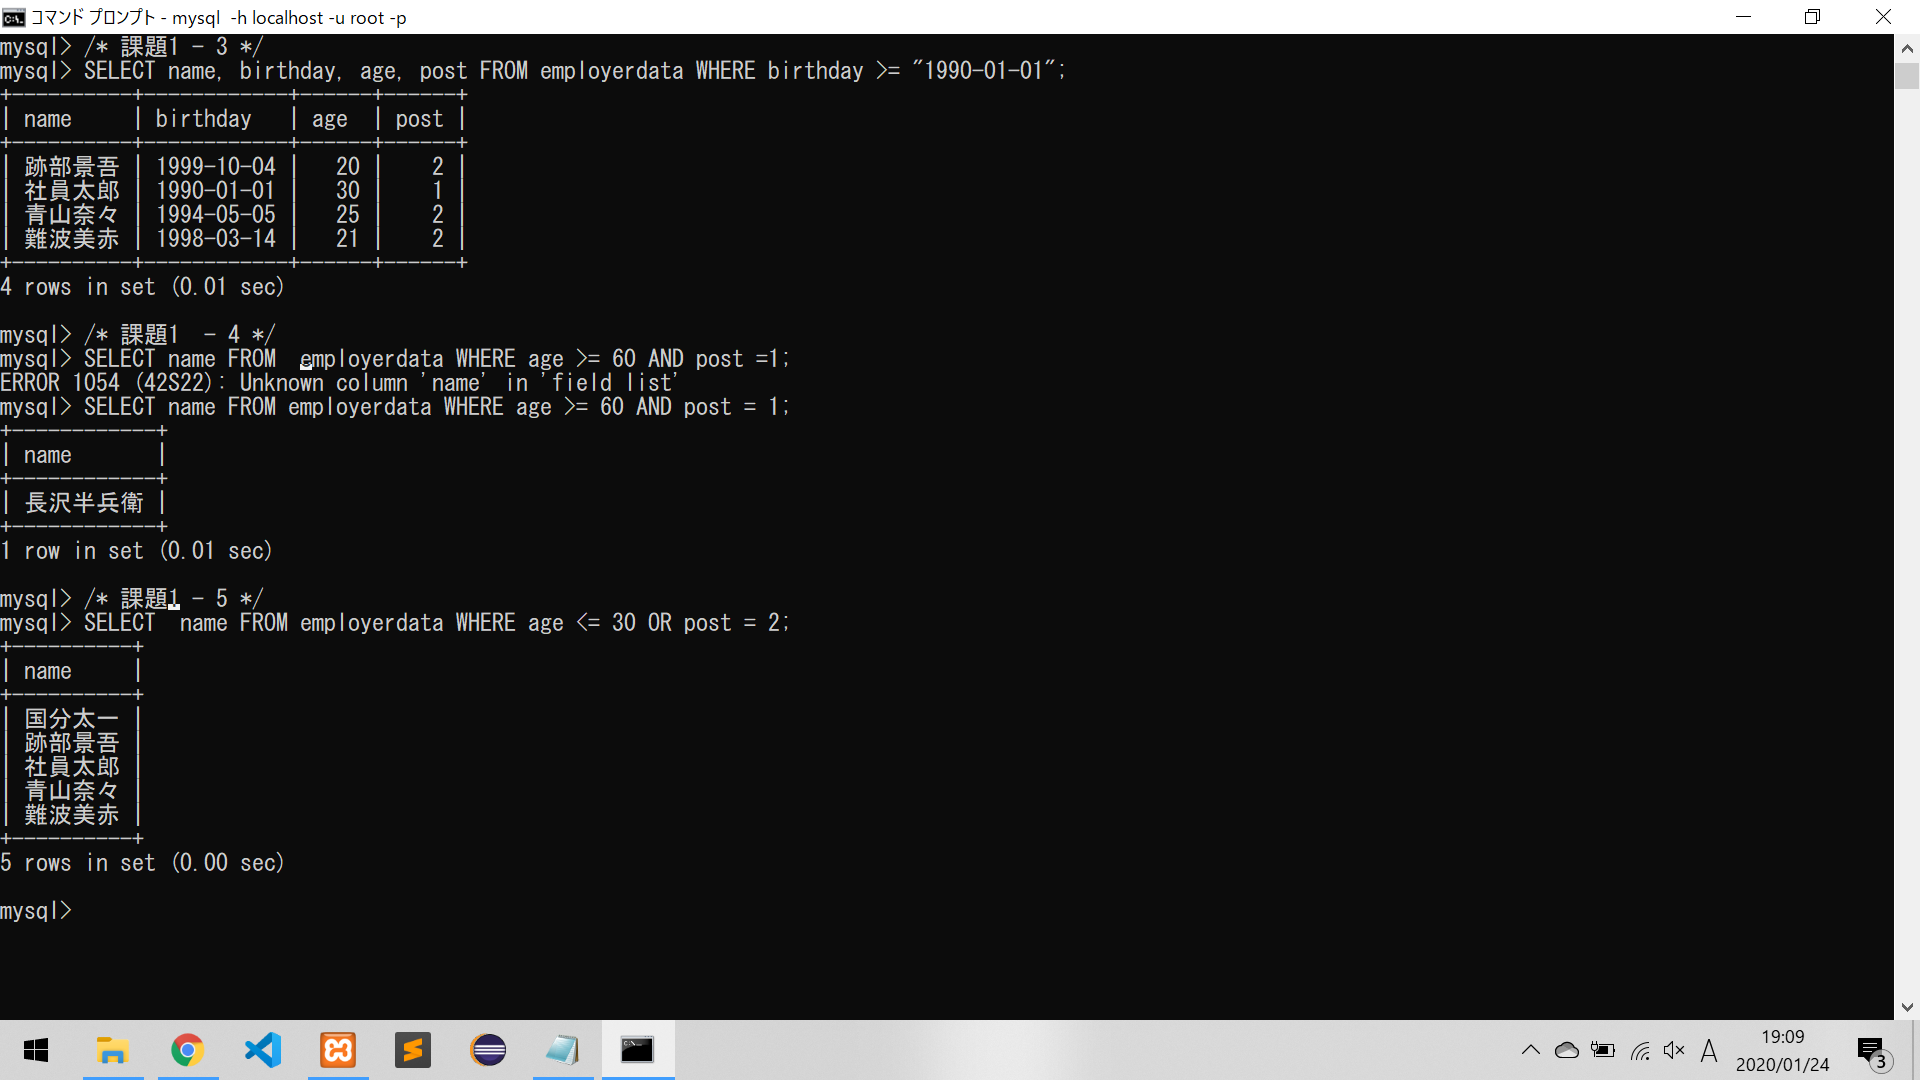 コマンド プロンプト - mysql  -h localhost -u root -p
mysql> /* 課題1 - 3 */
mysql> SELECT name, birthday, age, post FROM employerdata WHERE birthday >= "1990-01-01";
+----------+------------+------+------+
| name     | birthday   | age  | post |
+----------+------------+------+------+
| 跡部景吾 | 1999-10-04 |   20 |    2 |
| 社員太郎 | 1990-01-01 |   30 |    1 |
| 青山奈々 | 1994-05-05 |   25 |    2 |
| 難波美赤 | 1998-03-14 |   21 |    2 |
+----------+------------+------+------+
4 rows in set (0.01 sec)
mysql> /* 課題1  - 4 */
mysql> SELECT name FROM  employerdata WHERE age >= 60 AND post =1;
ERROR 1054 (42S22): Unknown column 'name' in 'field list'
mysql> SELECT name FROM employerdata WHERE age >= 60 AND post = 1;
+------------+
| name       |
+------------+
| 長沢半兵衛 |
+------------+
1 row in set (0.01 sec)
mysql> /* 課題1 - 5 */
mysql> SELECT  name FROM employerdata WHERE age <= 30 OR post = 2;
+----------+
| name     |
+----------+
| 国分太一 |
| 跡部景吾 |
| 社員太郎 |
| 青山奈々 |
| 難波美赤 |
+----------+
5 rows in set (0.00 sec)
mysql>
A
19:09
2020/01/24
3